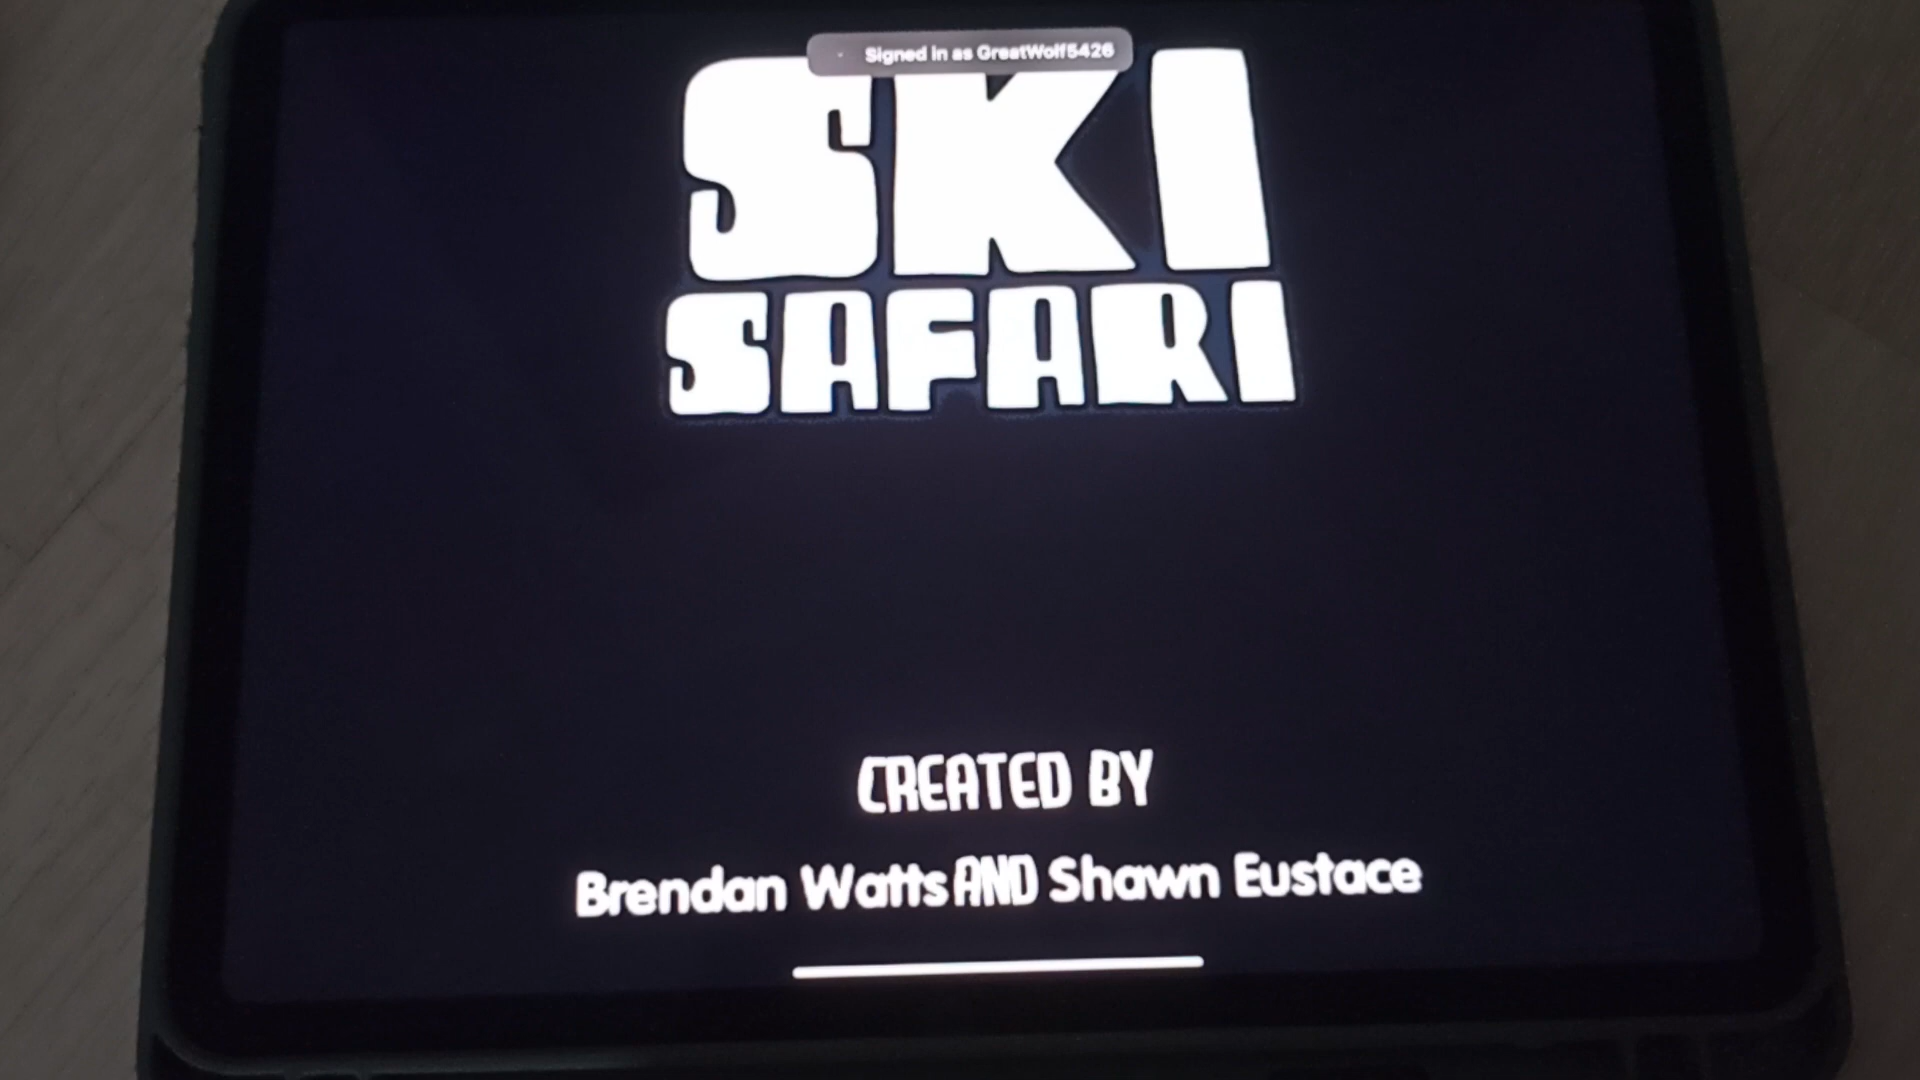 Signed in as GreatWolf5426
SKI
SAFARI
CREATED BY
Brendan Watts AND Shawn Eustace